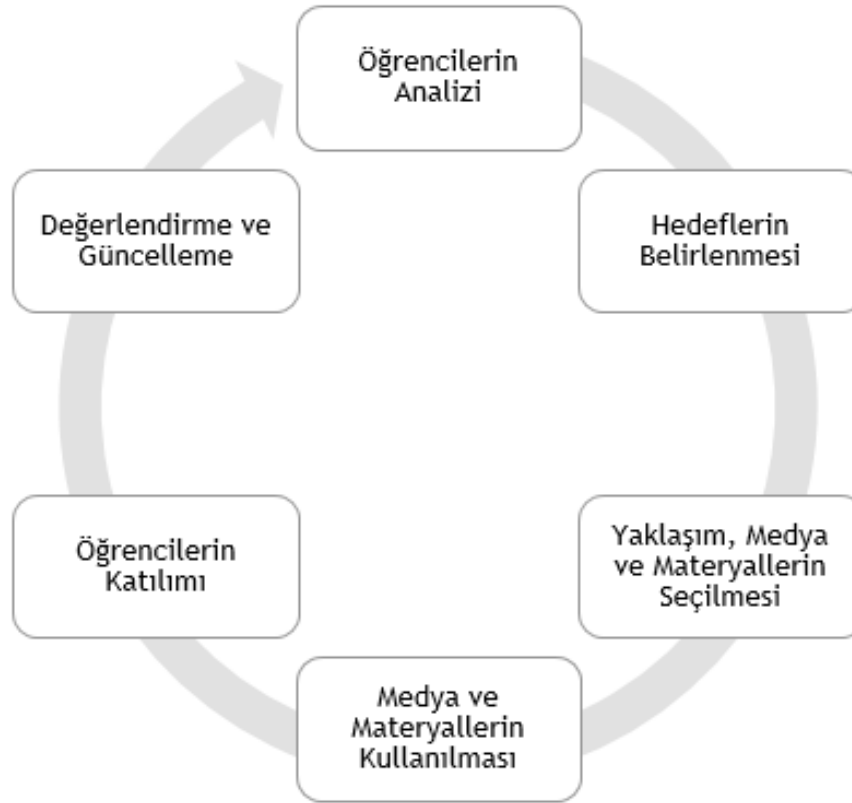 Öğrencilerin
Analizi
Hedeflerin
Belirlenmesi
Yaklaşım, Medya
ve Materyallerin
Seçilmesi
Medya ve
Materyallerin
Kullanılması
Öğrencilerin
Katılımı
Değerlendirme ve
Güncelleme